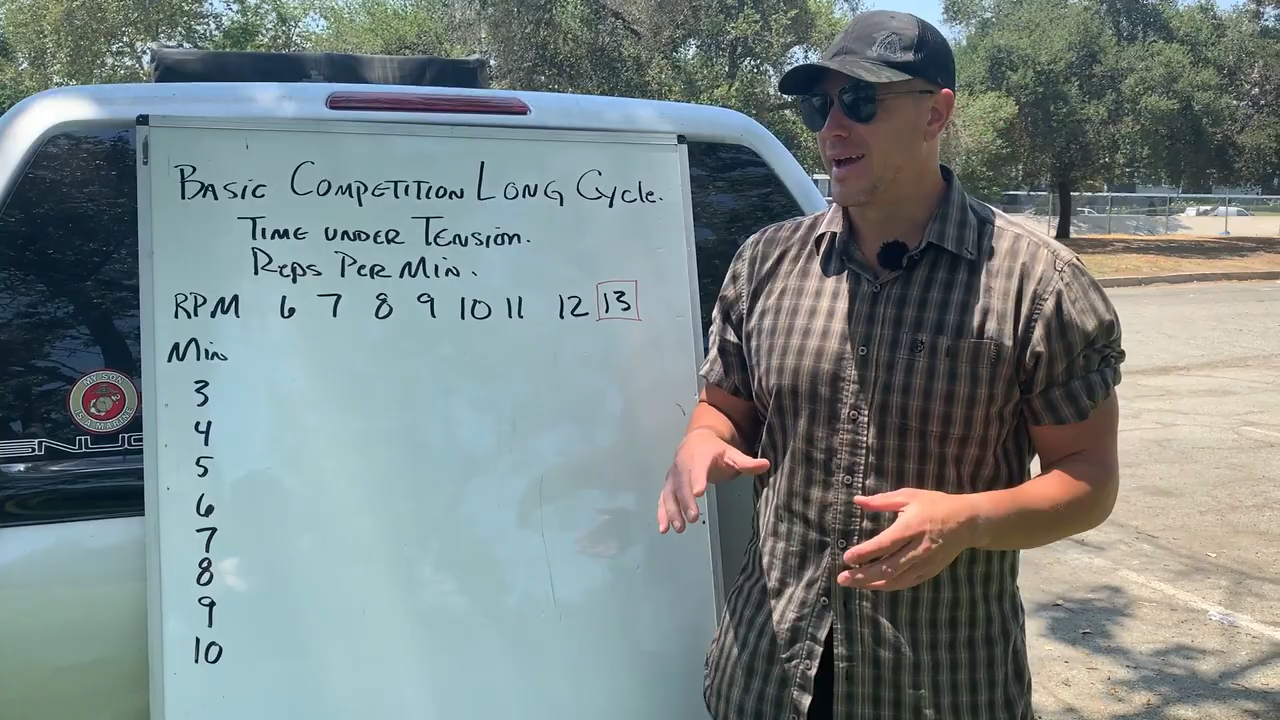 Basic Competition Long Cycle.
Time under Tension.
Reps Per Min.
RPM 6 7 8 9 10 11 12 13
Min
3
4
5
6
7
8
9
10
MY SON
IS A MARINE